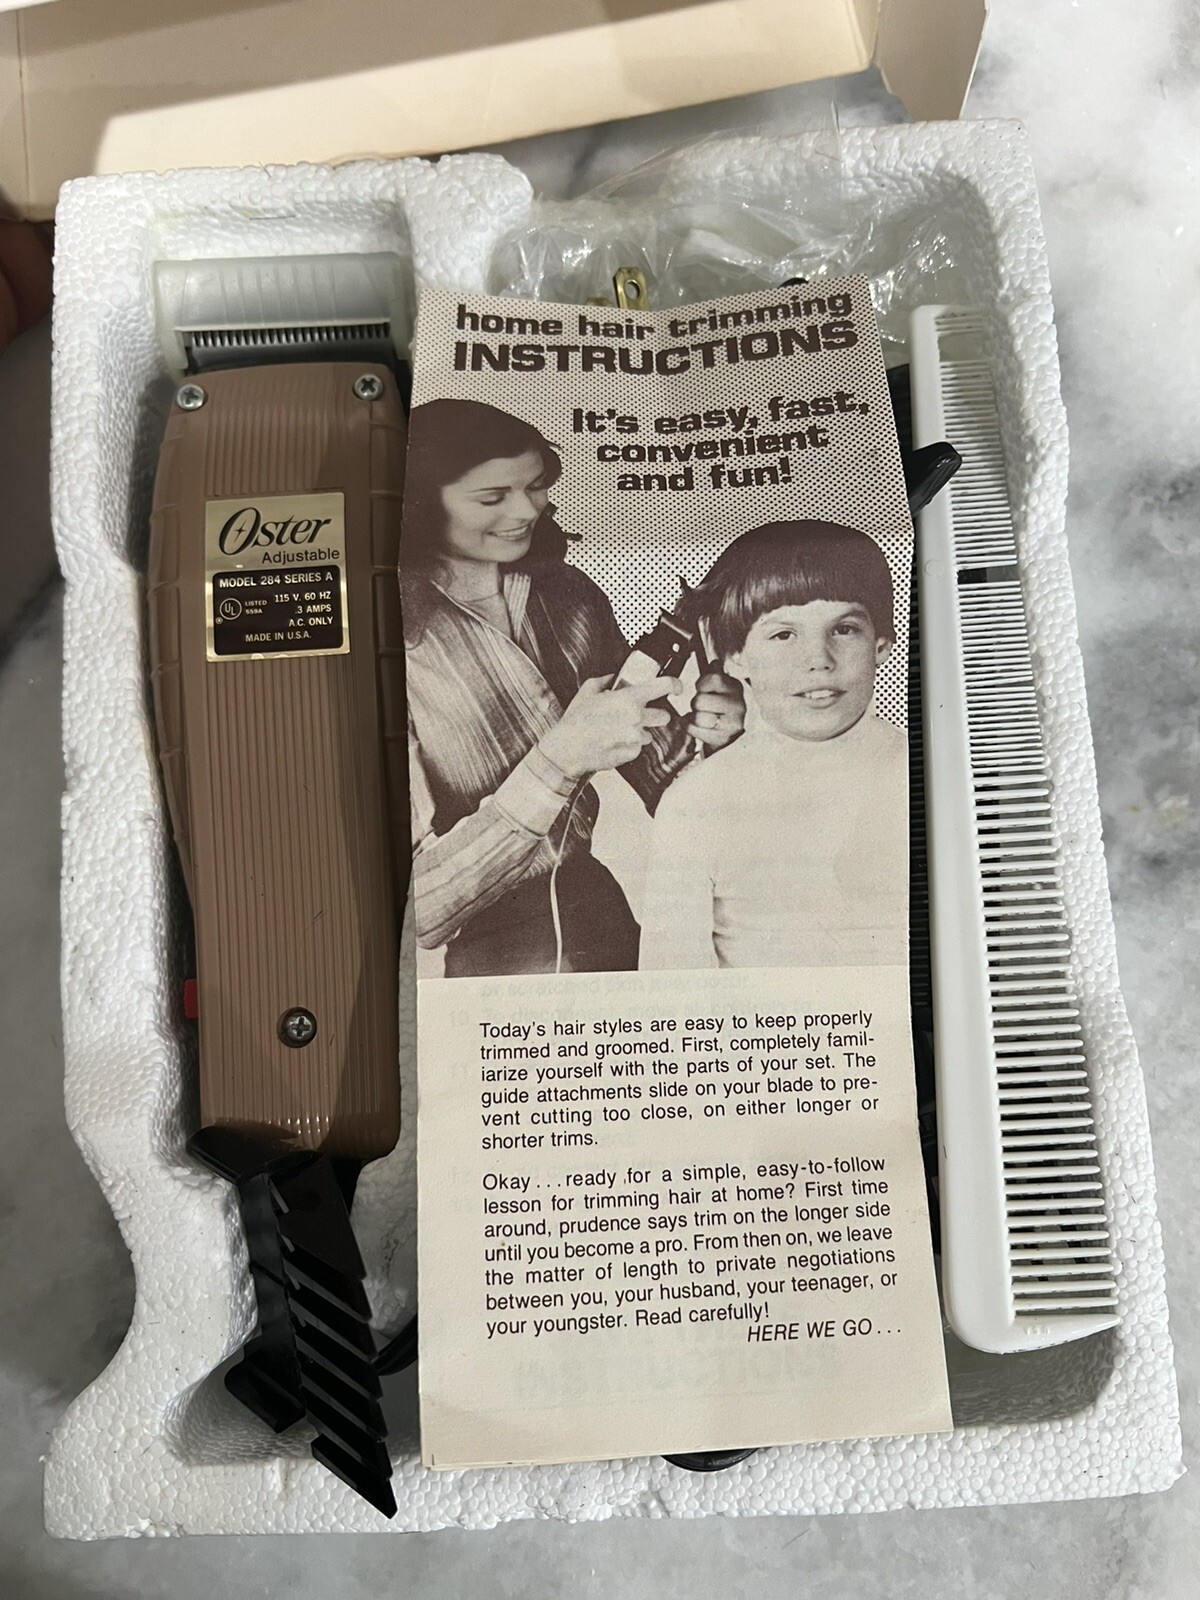 Oster
Adjustable
MODEL 284 SERIES A
UL
LISTED
559A
115 V. 60 HZ
.3 AMPS
A.C. ONLY
MADE IN U.S.A.
home hair trimming
INSTRUCTIONS
It's easy, fast,
convenient
and fun!
Today's hair styles are easy to keep properly
trimmed and groomed. First, completely famil-
iarize yourself with the parts of your set. The
guide attachments slide on your blade to pre-
vent cutting too close, on either longer or
shorter trims.
Okay . . . ready for a simple, easy-to-follow
lesson for trimming hair at home? First time
around, prudence says trim on the longer side
until you become a pro. From then on, we leave
the matter of length to private negotiations
between you, your husband, your teenager, or
your youngster. Read carefully!
HERE WE GO . . .